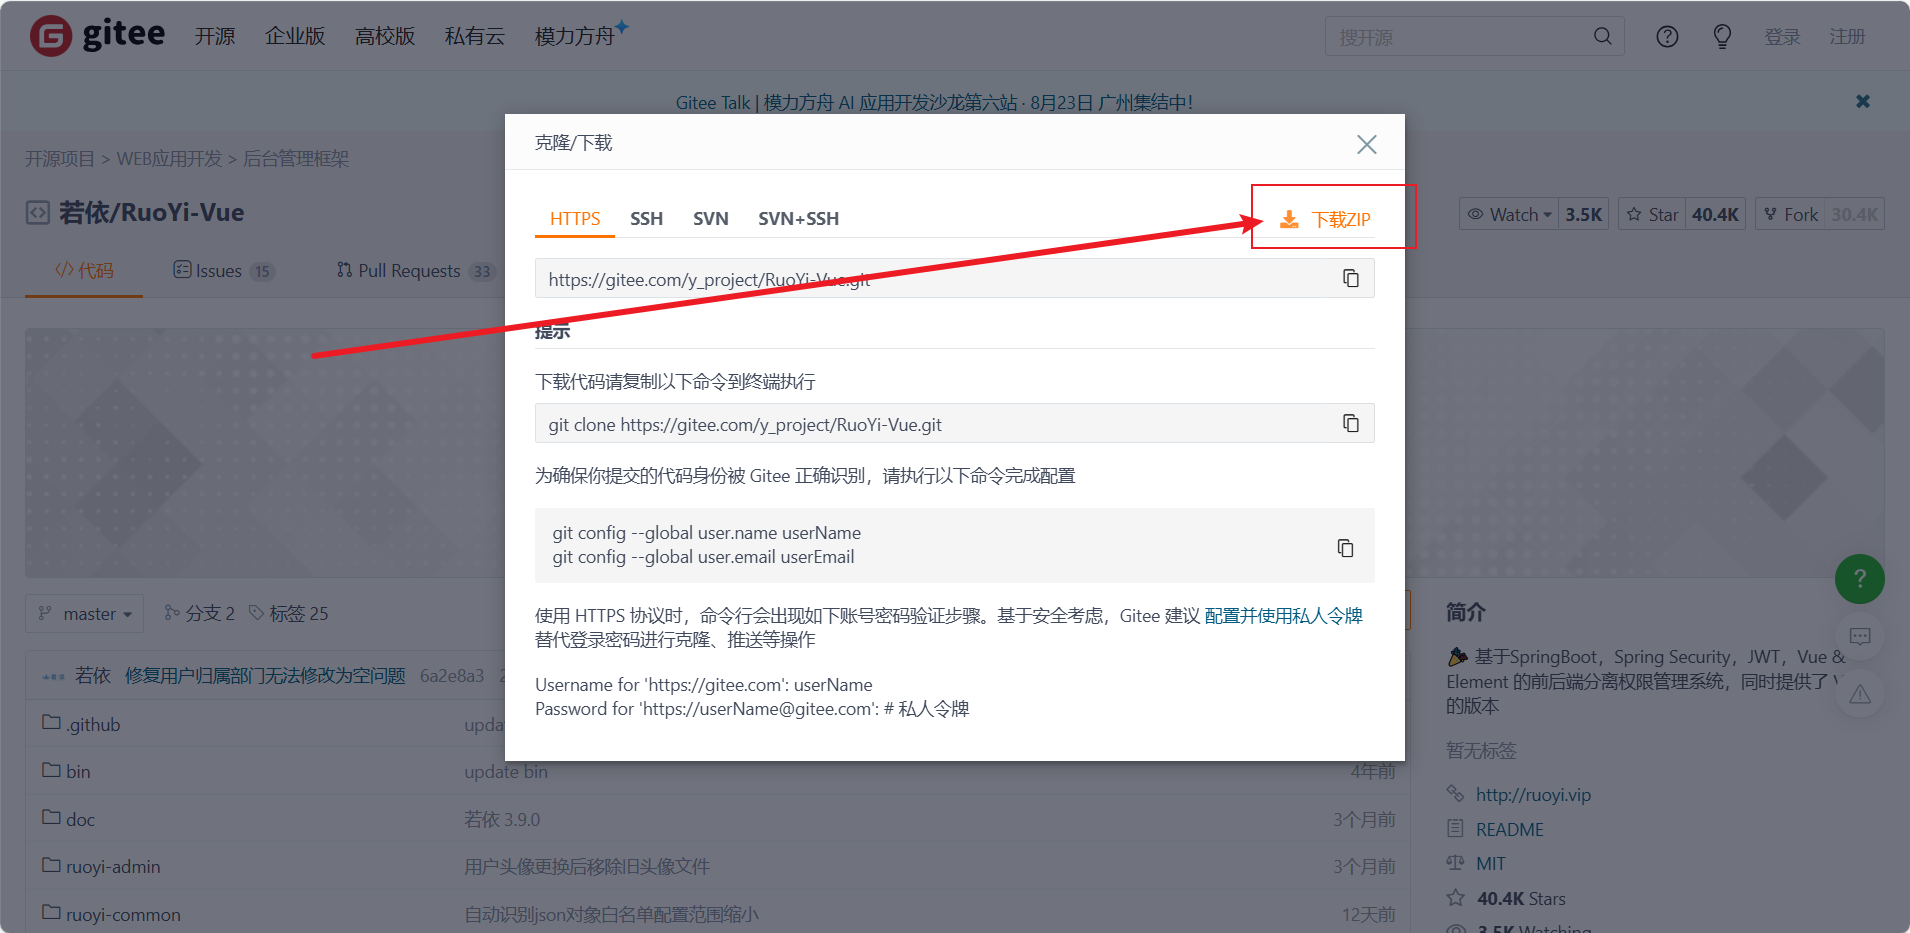 gitee 开源 企业版 高校版 私有云 模力方舟 搜开源 登录 注册
Gitee Talk | 模力方舟 AI 应用开发沙龙第六站 · 8月23日 广州集结中!
开源项目 > WEB应用开发 > 后台管理框架
若依/RuoYi-Vue
Watch 3.5K Star 40.4K Fork 30.4K
代码 Issues 15 Pull Requests 33
克隆/下载
HTTPS SSH SVN SVN+SSH 下载ZIP
https://gitee.com/y_project/RuoYi-Vue.git
提示
下载代码请复制以下命令到终端执行
git clone https://gitee.com/y_project/RuoYi-Vue.git
为确保你提交的代码身份被 Gitee 正确识别，请执行以下命令完成配置
git config --global user.name userName
git config --global user.email userEmail
使用 HTTPS 协议时，命令行会出现如下账号密码验证步骤。基于安全考虑，Gitee 建议 配置并使用私人令牌
替代登录密码进行克隆、推送等操作
Username for 'https://gitee.com': userName
Password for 'https://userName@gitee.com': # 私人令牌
master 分支 2 标签 25
若依 修复用户归属部门无法修改为空问题 6a2e8a3
.github upda
bin update bin 4年前
doc 若依 3.9.0 3个月前
ruoyi-admin 用户头像更换后移除旧头像文件 3个月前
ruoyi-common 自动识别json对象白名单配置范围缩小 12天前
简介
基于SpringBoot，Spring Security，JWT，Vue &
Element 的前后端分离权限管理系统，同时提供了
的版本
暂无标签
http://ruoyi.vip
README
MIT
40.4K Stars
3.5K Watching